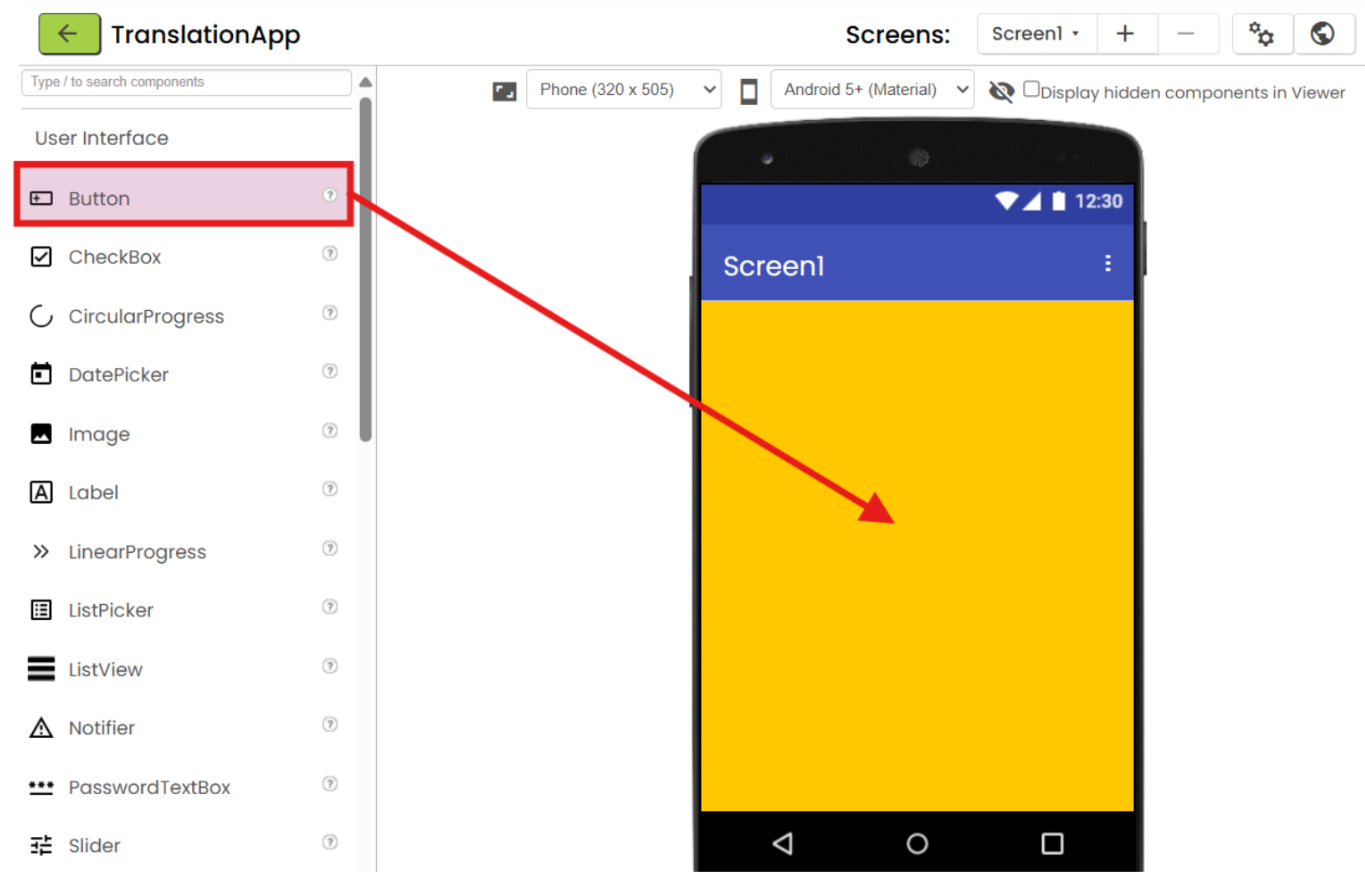 TranslationApp
Screens:
Screen1
Type / to search components
Phone (320 x 505)
Android 5+ (Material)
Display hidden components in Viewer
User Interface
Button
CheckBox
CircularProgress
DatePicker
Image
Label
LinearProgress
ListPicker
ListView
Notifier
PasswordTextBox
Slider
12:30
Screen1